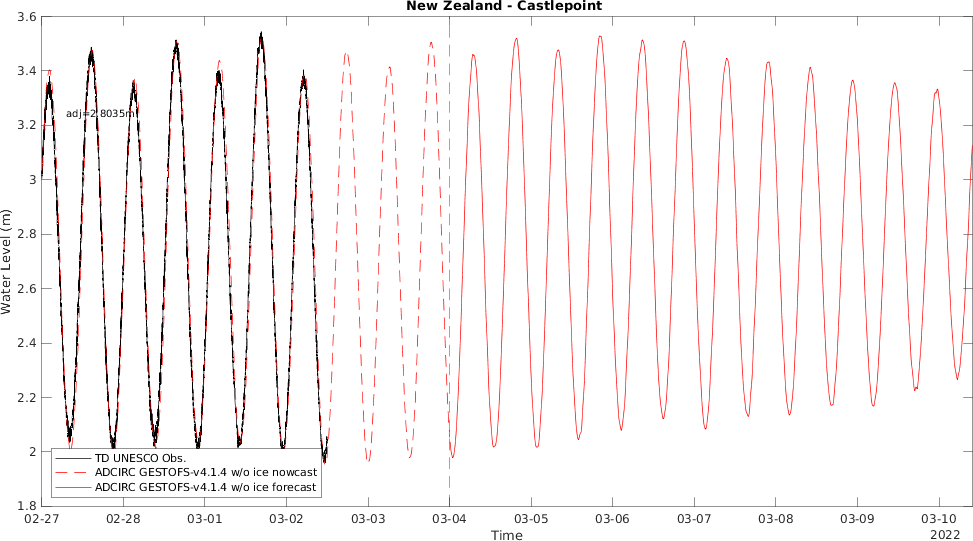 New Zealand - Castlepoint
3.6
3.4
adj=2.8035m
3.2
3
2.8
2.6
2.4
2.2
2
1.8
Water Level (m)
TD UNESCO Obs.
ADCIRC GESTOFS-v4.1.4 w/o ice nowcast
ADCIRC GESTOFS-v4.1.4 w/o ice forecast
02-27 02-28 03-01 03-02 03-03 03-04 03-05 03-06 03-07 03-08 03-09 03-10
Time 2022